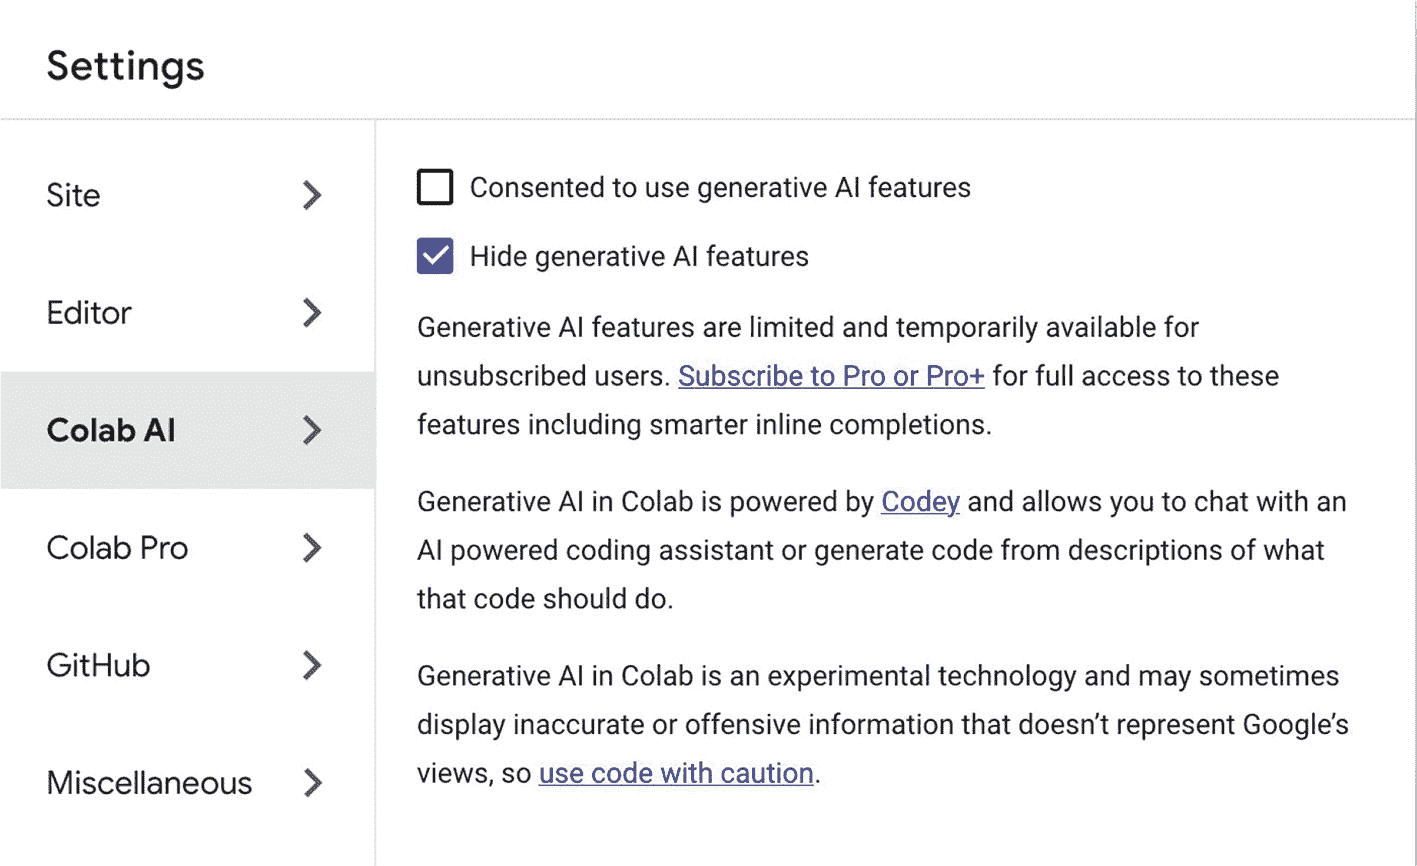 Settings
Site
Editor
Colab AI
Colab Pro
GitHub
Miscellaneous
Consented to use generative AI features
Hide generative AI features
Generative AI features are limited and temporarily available for
unsubscribed users. Subscribe to Pro or Pro+ for full access to these
features including smarter inline completions.
Generative AI in Colab is powered by Codey and allows you to chat with an
AI powered coding assistant or generate code from descriptions of what
that code should do.
Generative AI in Colab is an experimental technology and may sometimes
display inaccurate or offensive information that doesn’t represent Google’s
views, so use code with caution.